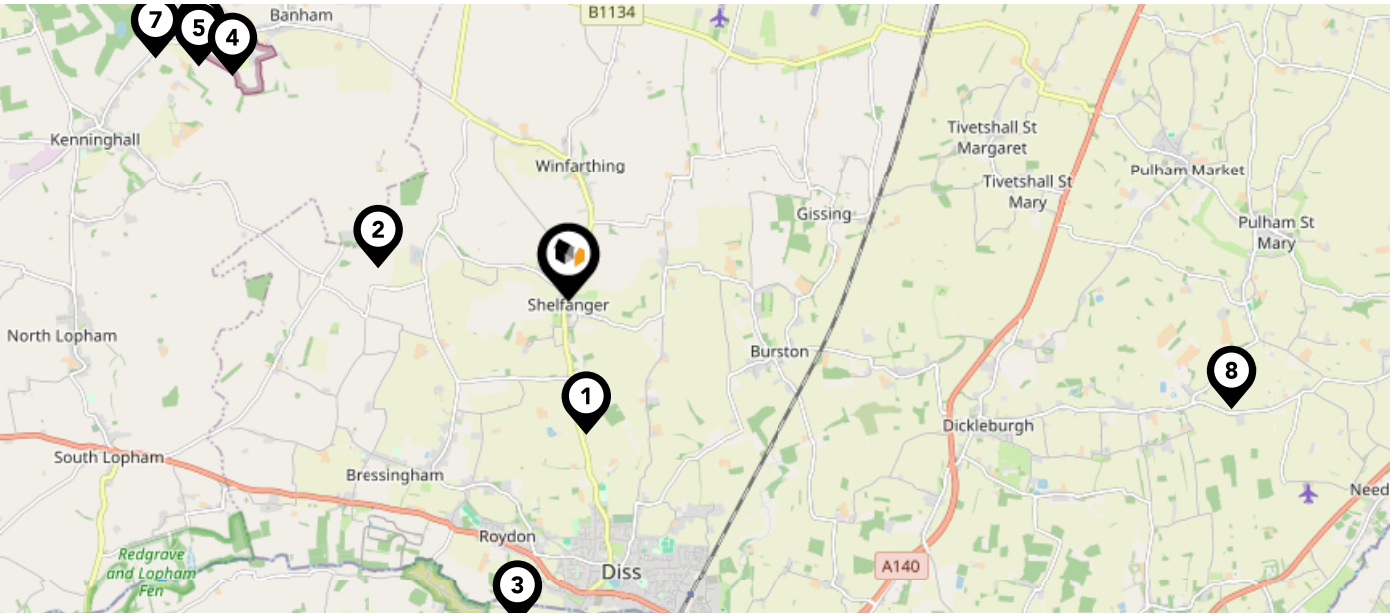 7
5
4
Banham
B1134
Kenninghall
Winfarthing
Tivetshall St
Margaret
Tivetshall St
Mary
Pulham Market
Gissing
Pulham St
Mary
2
Shelfanger
North Lopham
Burston
8
1
Dickleburgh
South Lopham
Bressingham
Need
Roydon
Redgrave
and Lopham
Fen
Diss
3
A140